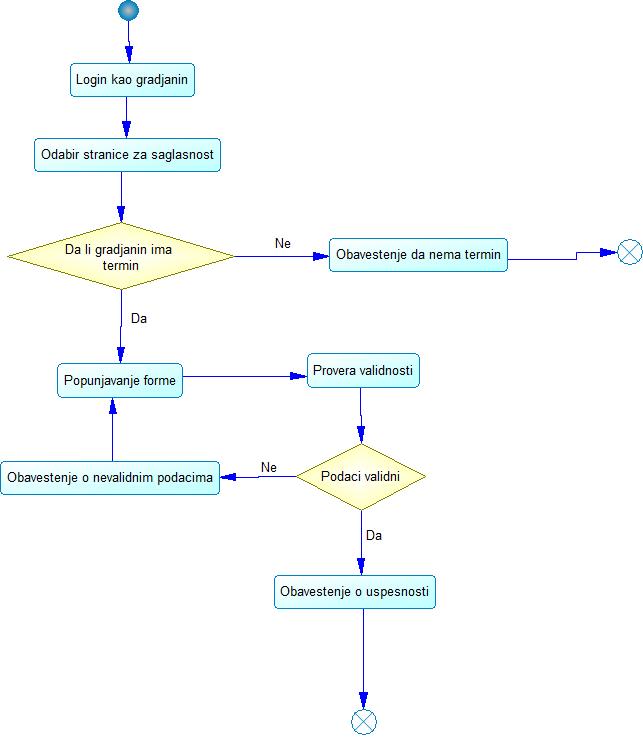 Login kao gradjanin
Odabir stranice za saglasnost
Da li gradjanin ima
termin
Ne
Obavestenje da nema termin
Da
Popunjavanje forme
Provera validnosti
Podaci validni
Ne
Obavestenje o nevalidnim podacima
Da
Obavestenje o uspesnosti